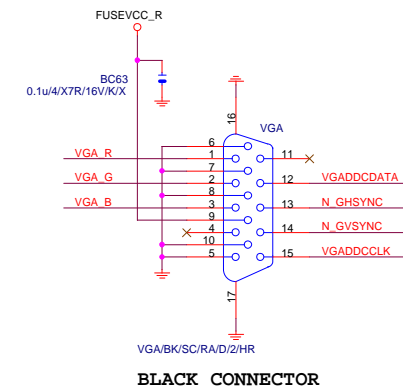 FUSEVCC_R
BC63
0.1u/4/X7R/16V/K/X
16
VGA
6
VGA_R 1 11
7
VGA_G 2 12 VGADDCDATA
8
VGA_B 3 13 N_GHSYNC
9
4 14 N_GVSYNC
10
5 15 VGADDCCLK
17
VGA/BK/SC/RA/D/2/HR
BLACK CONNECTOR